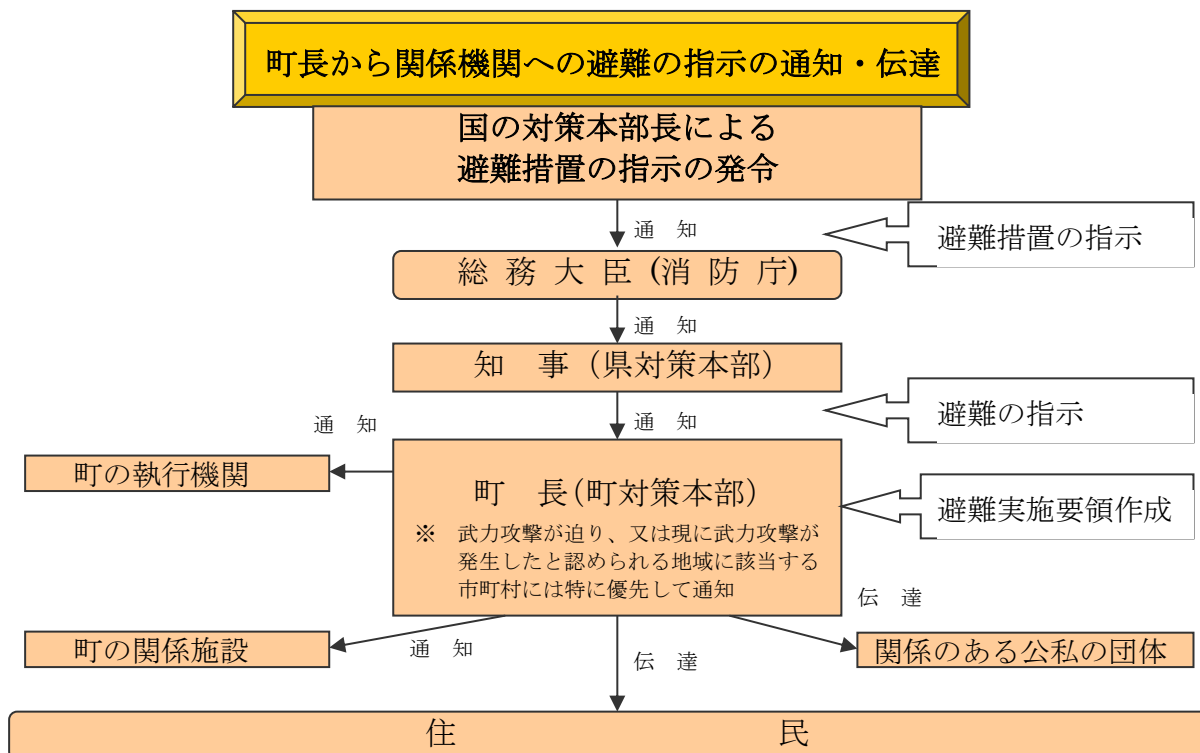 町長から関係機関への避難の指示の通知・伝達
国の対策本部長による
避難措置の指示の発令
通 知
避難措置の指示
総 務 大 臣 (消 防 庁)
通 知
知 事 (県対策本部)
避難の指示
通 知
通 知
町の執行機関
町 長(町対策本部)
避難実施要領作成
※ 武力攻撃が迫り、又は現に武力攻撃が
発生したと認められる地域に該当する
市町村には特に優先して通知
伝 達
町の関係施設
通 知
伝 達
関係のある公私の団体
住 民